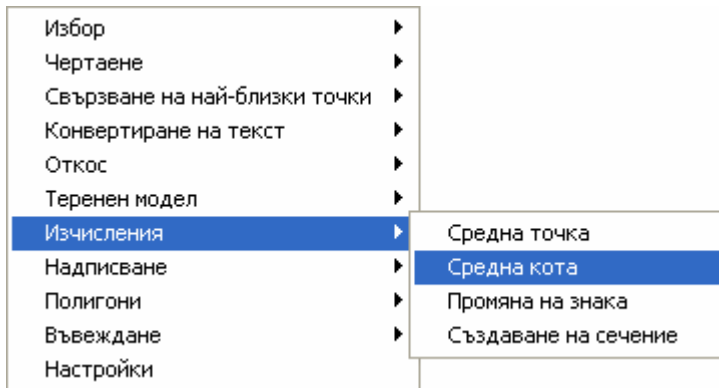 Избор
Чертаене
Свързване на най-близки точки
Конвертиране на текст
Откос
Теренен модел
Изчисления
Надписване
Полигони
Въвеждане
Настройки
Средна точка
Средна кота
Промяна на знака
Създаване на сечение